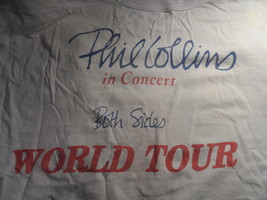 Phil Collins
in Concert
Both Sides
WORLD TOUR